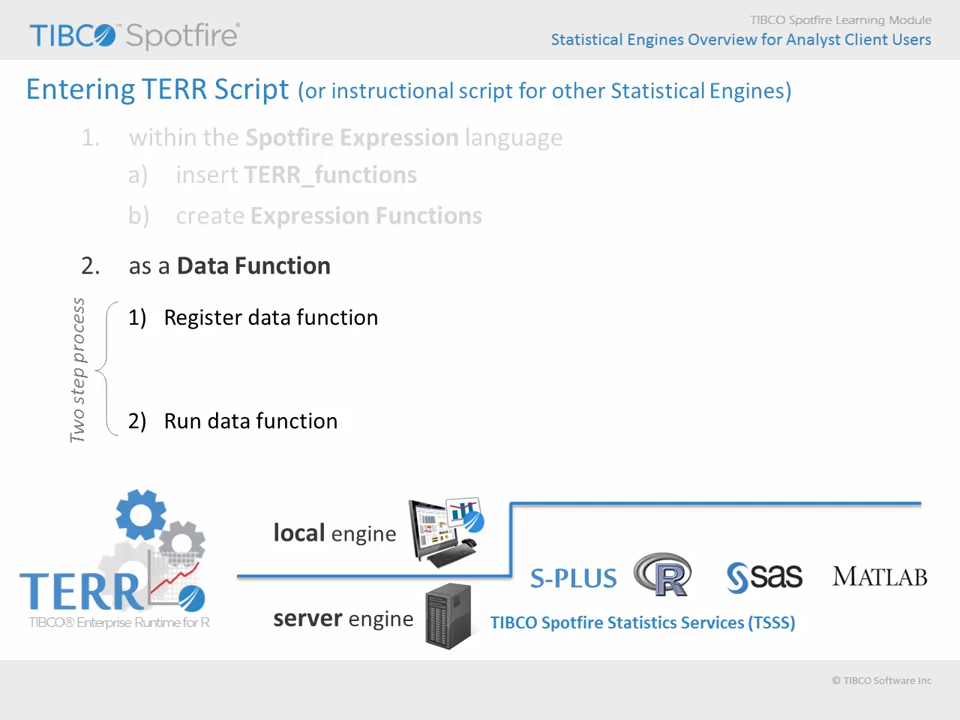 TIBCO™ Spotfire®
TIBCO Spotfire Learning Module
Statistical Engines Overview for Analyst Client Users
Entering TERR Script (or instructional script for other Statistical Engines)
1. within the Spotfire Expression language
a) insert TERR_functions
b) create Expression Functions
2. as a Data Function
Two step process
1) Register data function
2) Run data function
local engine
server engine
TERR
TIBCO® Enterprise Runtime for R
S-PLUS
R
sas
MATLAB
TIBCO Spotfire Statistics Services (TSSS)
© TIBCO Software Inc